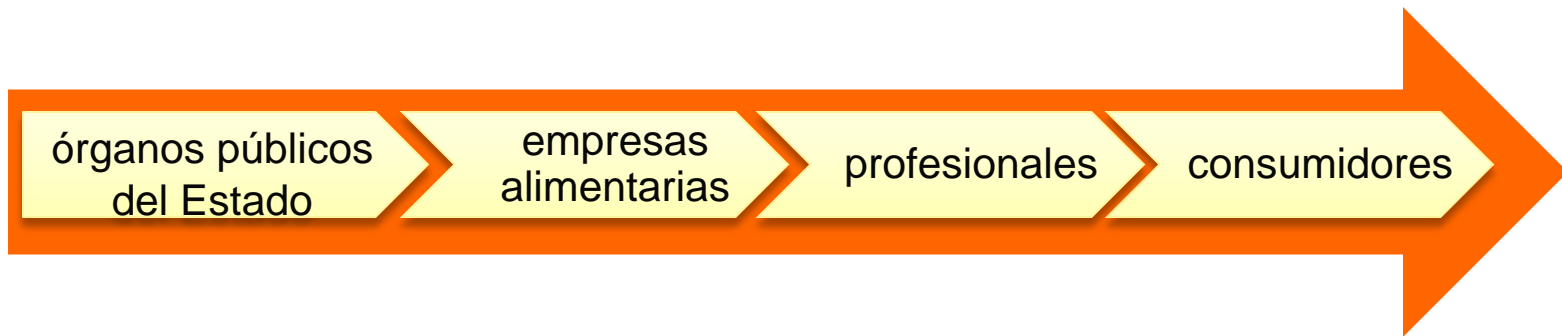 órganos públicos
del Estado
empresas
alimentarias
profesionales
consumidores